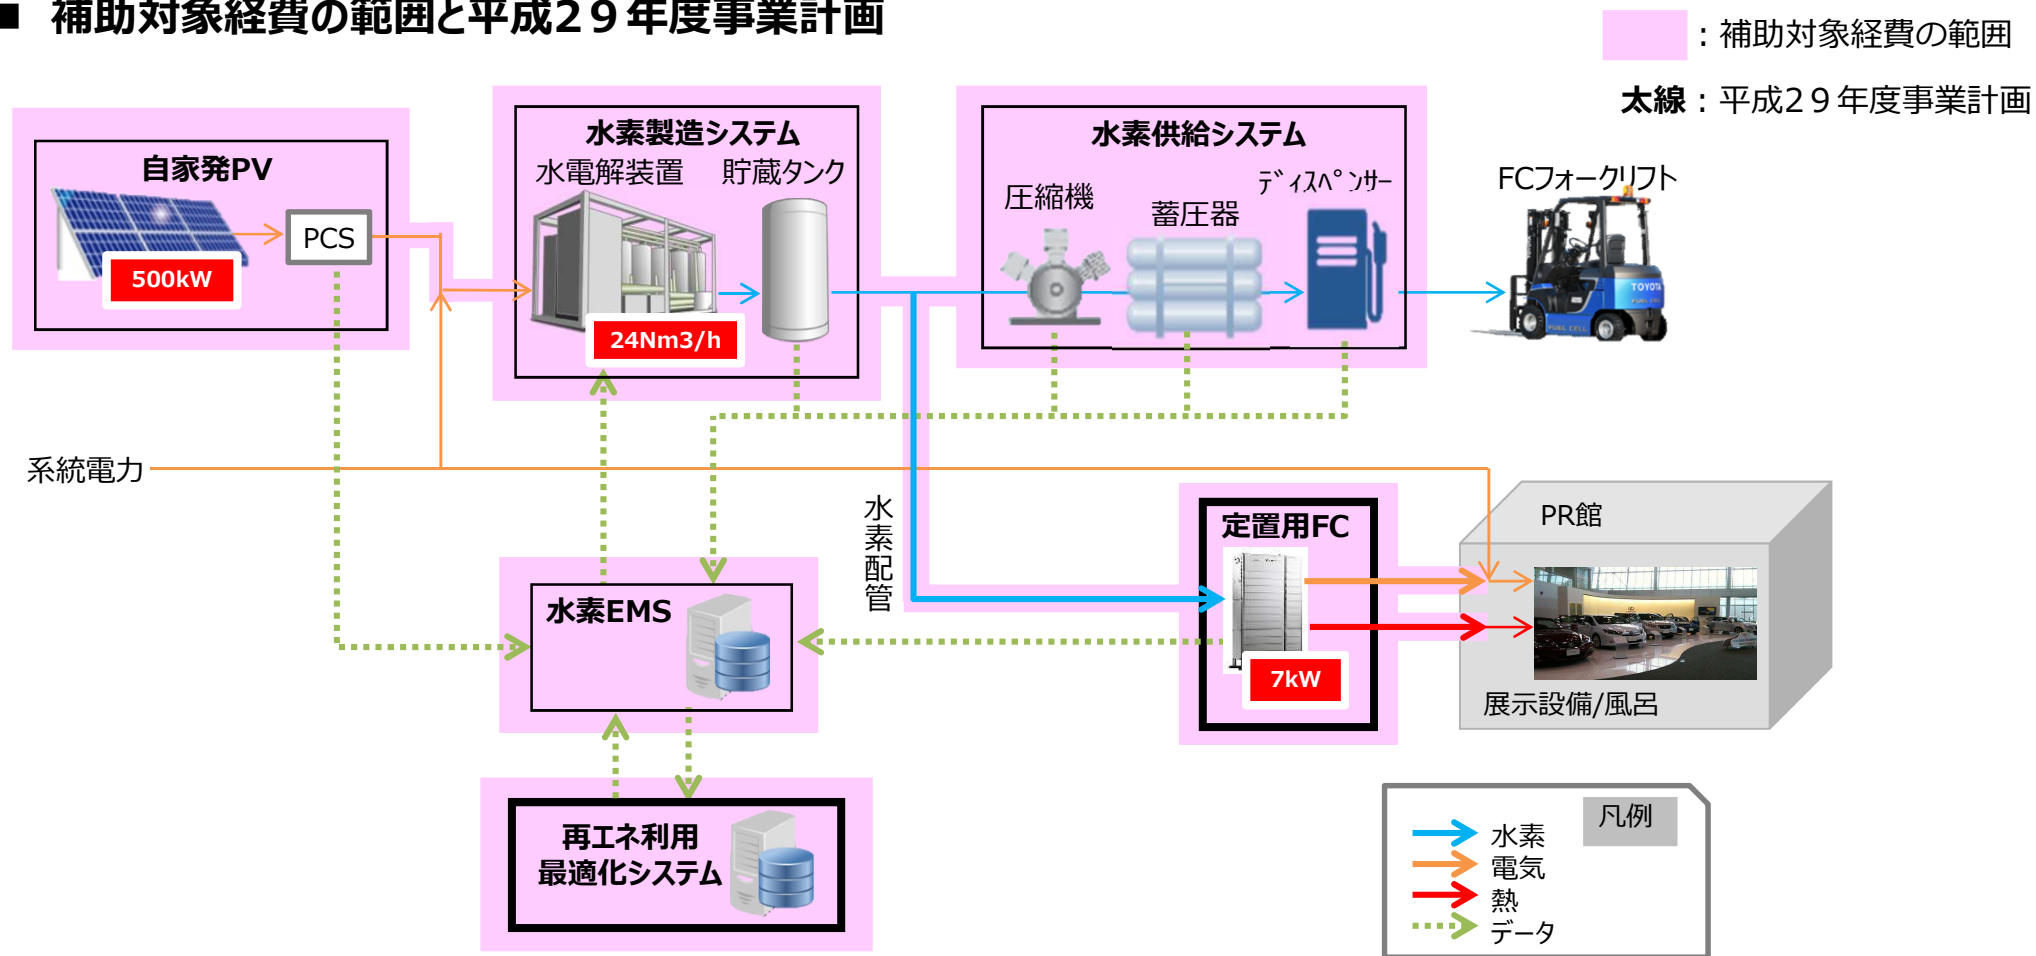 ■ 補助対象経費の範囲と平成２９年度事業計画
：補助対象経費の範囲
太線：平成２９年度事業計画
自家発PV
PCS
500kW
水素製造システム
水電解装置
貯蔵タンク
24Nm3/h
水素供給システム
圧縮機
蓄圧器
ﾃﾞｨｽﾍﾟﾝｻｰ
FCフォークリフト
TOYOTA
FUEL CELL
系統電力
水素配管
定置用FC
7kW
PR館
展示設備/風呂
水素EMS
再エネ利用
最適化システム
凡例
水素
電気
熱
データ